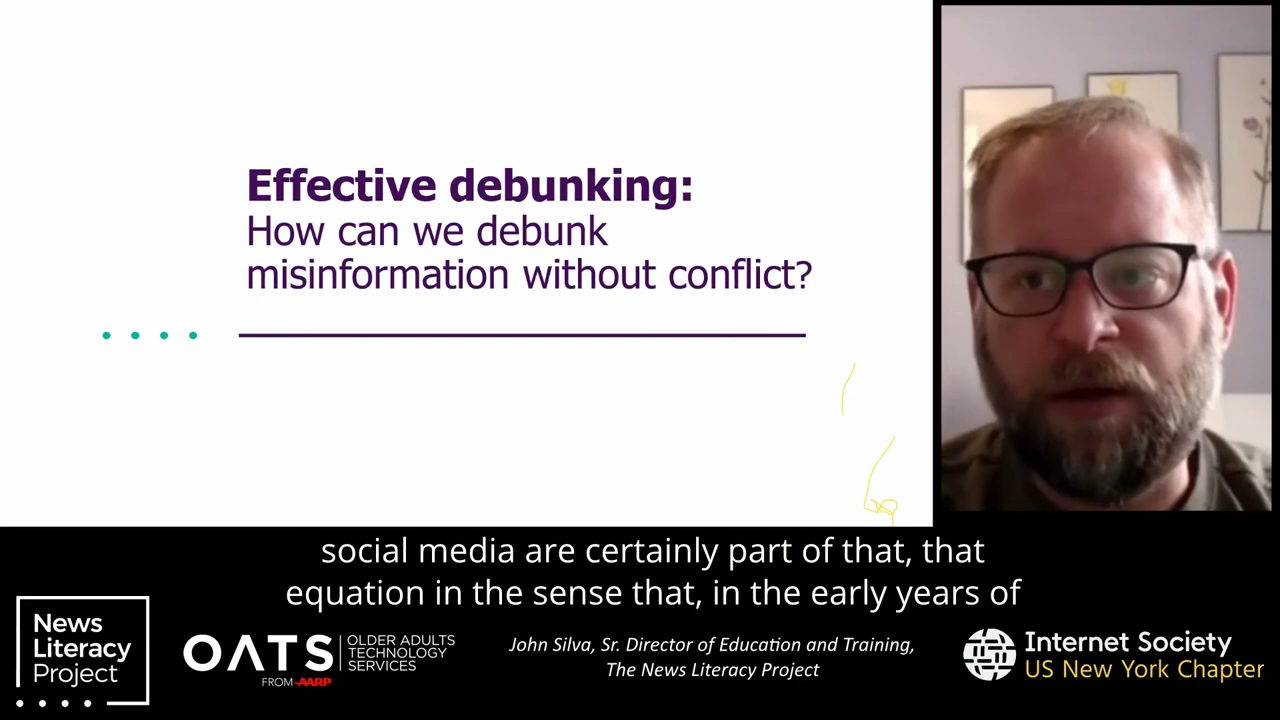 Effective debunking:
How can we debunk
misinformation without conflict?
social media are certainly part of that, that
equation in the sense that, in the early years of
News
Literacy
Project
OATS
OLDER ADULTS
TECHNOLOGY
SERVICES
FROM AARP
John Silva, Sr. Director of Education and Training,
The News Literacy Project
Internet Society
US New York Chapter